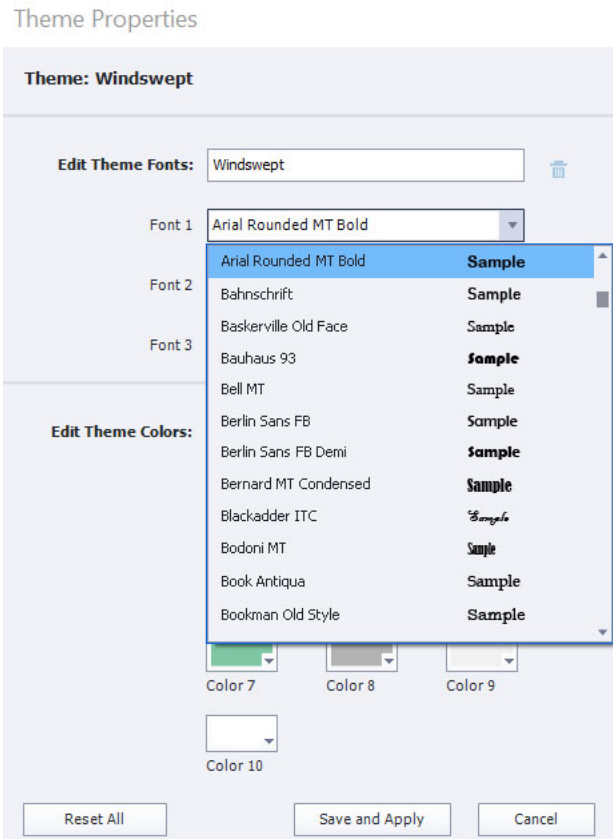 Theme Properties
Theme: Windswept
Edit Theme Fonts: Windswept
Font 1 Arial Rounded MT Bold
Arial Rounded MT Bold Sample
Font 2 Bahnschrift Sample
Baskerville Old Face Sample
Font 3 Bauhaus 93 Sample
Bell MT Sample
Edit Theme Colors: Berlin Sans FB Sample
Berlin Sans FB Demi Sample
Bernard MT Condensed Sample
Blackadder ITC Sample
Bodoni MT Sample
Book Antiqua Sample
Bookman Old Style Sample
Color 7 Color 8 Color 9
Color 10
Reset All Save and Apply Cancel